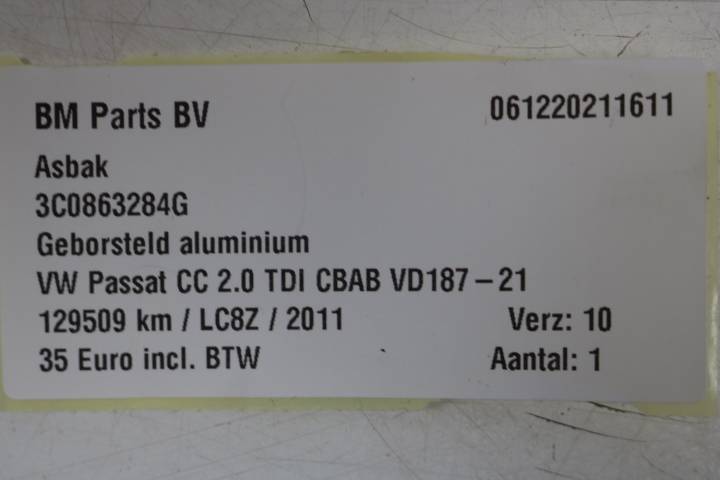 BM Parts BV 061220211611
Asbak
3C0863284G
Geborsteld aluminium
VW Passat CC 2.0 TDI CBAB VD187-21
129509 km / LC8Z / 2011 Verz: 10
35 Euro incl. BTW Aantal: 1